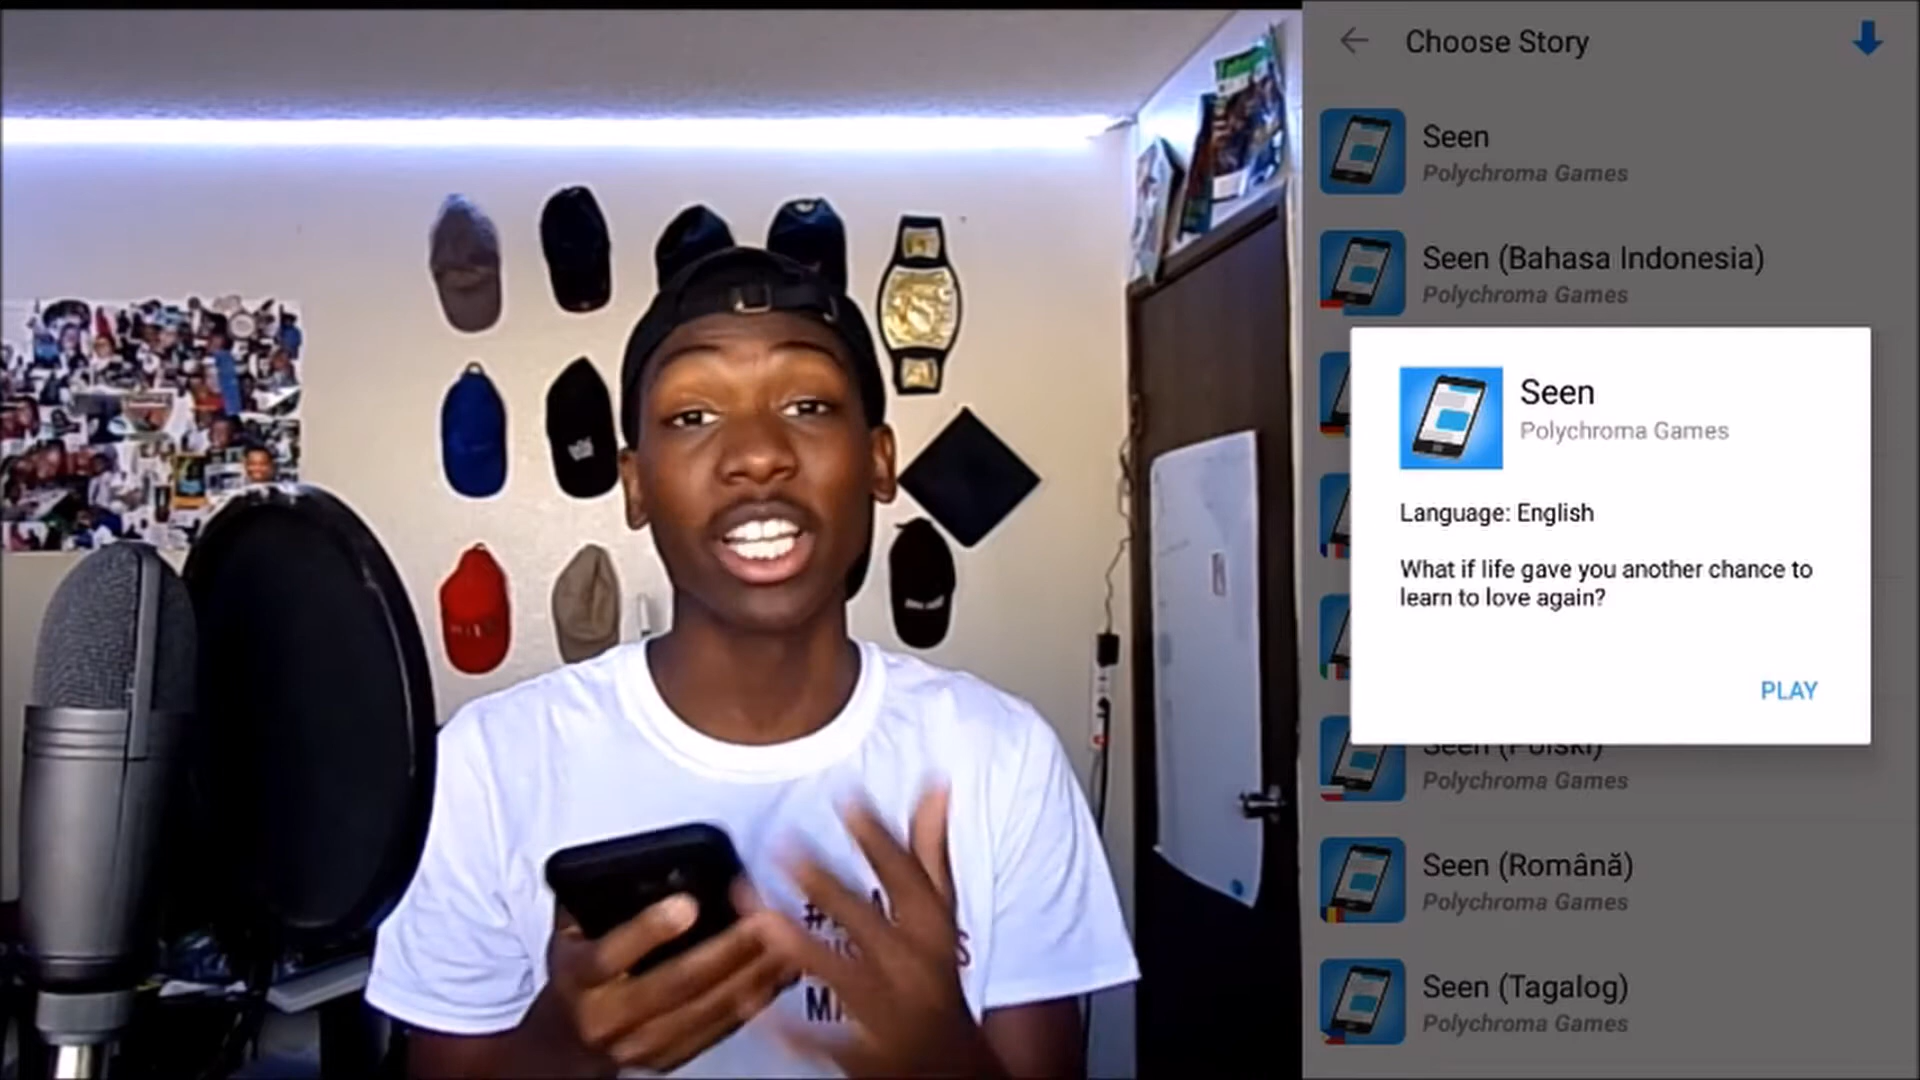 Choose Story
Seen
Polychroma Games
Seen (Bahasa Indonesia)
Polychroma Games
Seen
Polychroma Games
Language: English
What if life gave you another chance to
learn to love again?
PLAY
Seen (Polski)
Polychroma Games
Seen (Română)
Polychroma Games
Seen (Tagalog)
Polychroma Games